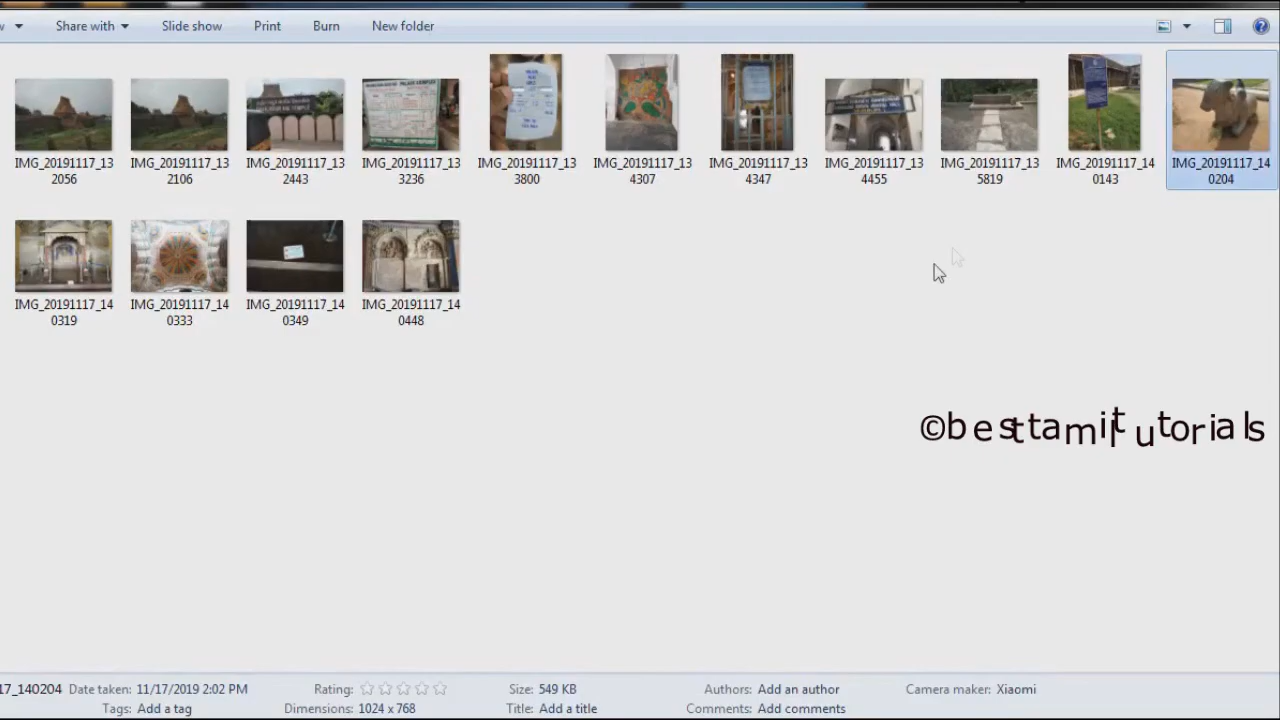 Share with
Slide show
Print
Burn
New folder
IMG_20191117_13
2056
IMG_20191117_13
2106
IMG_20191117_13
2443
IMG_20191117_13
3236
IMG_20191117_13
3800
IMG_20191117_13
4307
IMG_20191117_13
4347
IMG_20191117_13
4455
IMG_20191117_13
5819
IMG_20191117_14
0143
IMG_20191117_14
0204
IMG_20191117_14
0319
IMG_20191117_14
0333
IMG_20191117_14
0349
IMG_20191117_14
0448
©besttamiltutorials
17_140204 Date taken: 11/17/2019 2:02 PM Rating: Size: 549 KB Authors: Add an author Camera maker: Xiaomi
Tags: Add a tag Dimensions: 1024 x 768 Title: Add a title Comments: Add comments